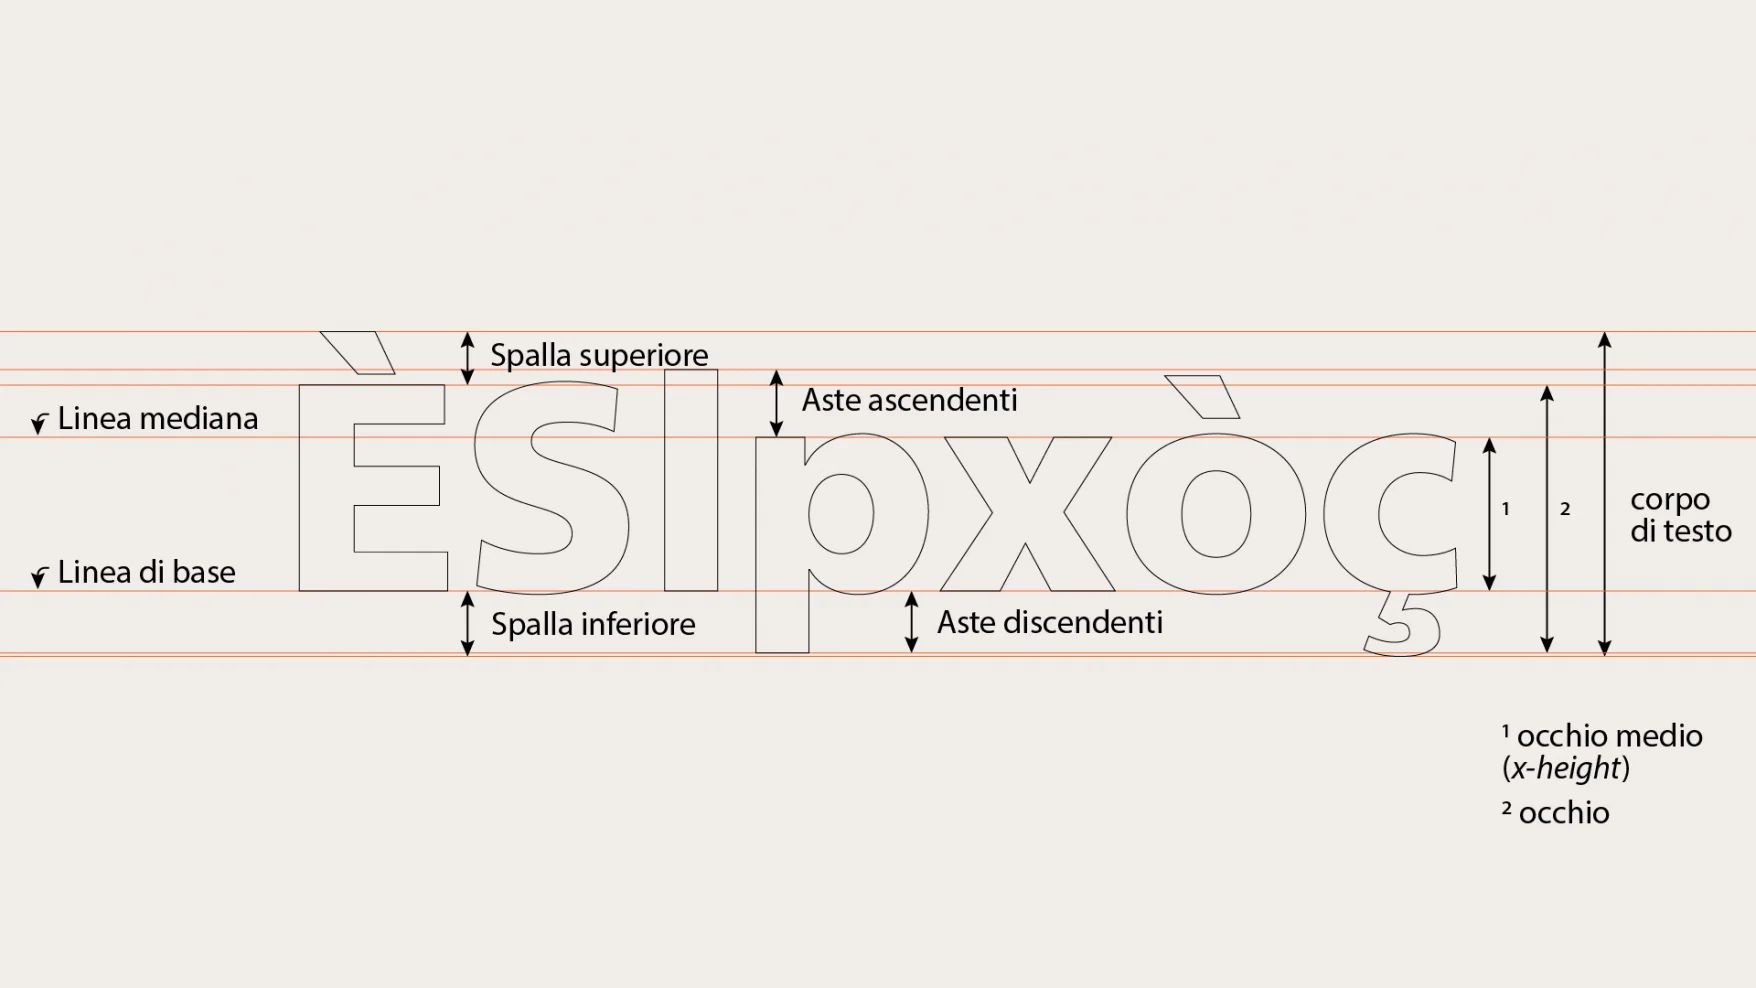 Spalla superiore
Aste ascendenti
Linea mediana
ÈSlpxòç
1
2
corpo
di testo
Linea di base
Spalla inferiore
Aste discendenti
¹ occhio medio
(x-height)
² occhio